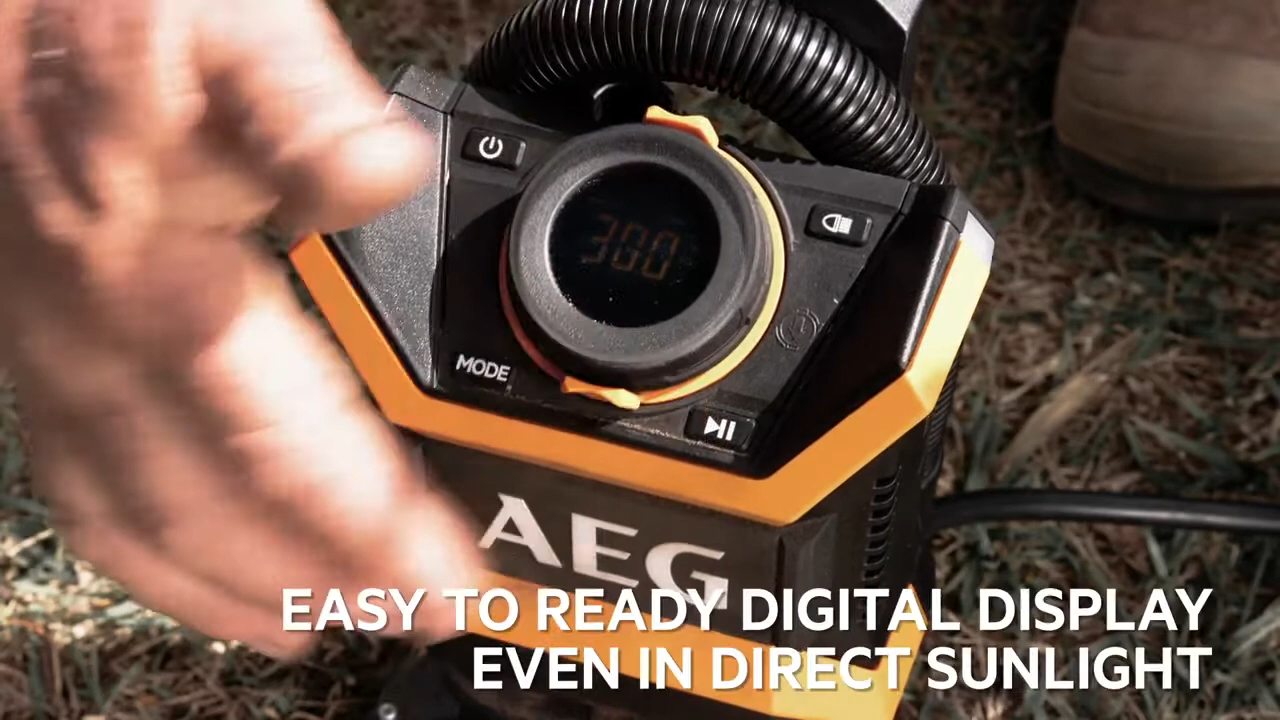 300
MODE
AEG
EASY TO READY DIGITAL DISPLAY
EVEN IN DIRECT SUNLIGHT